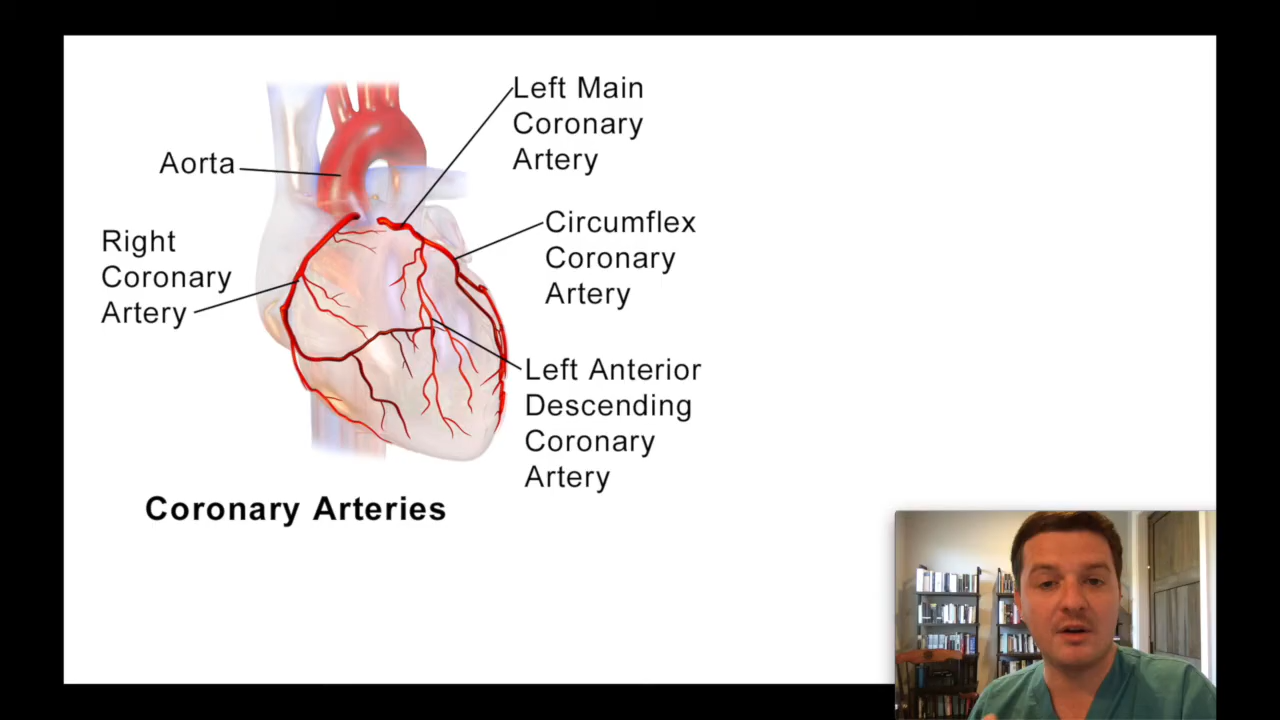 Left Main
Coronary
Artery
Aorta
Circumflex
Coronary
Artery
Right
Coronary
Artery
Left Anterior
Descending
Coronary
Artery
Coronary Arteries